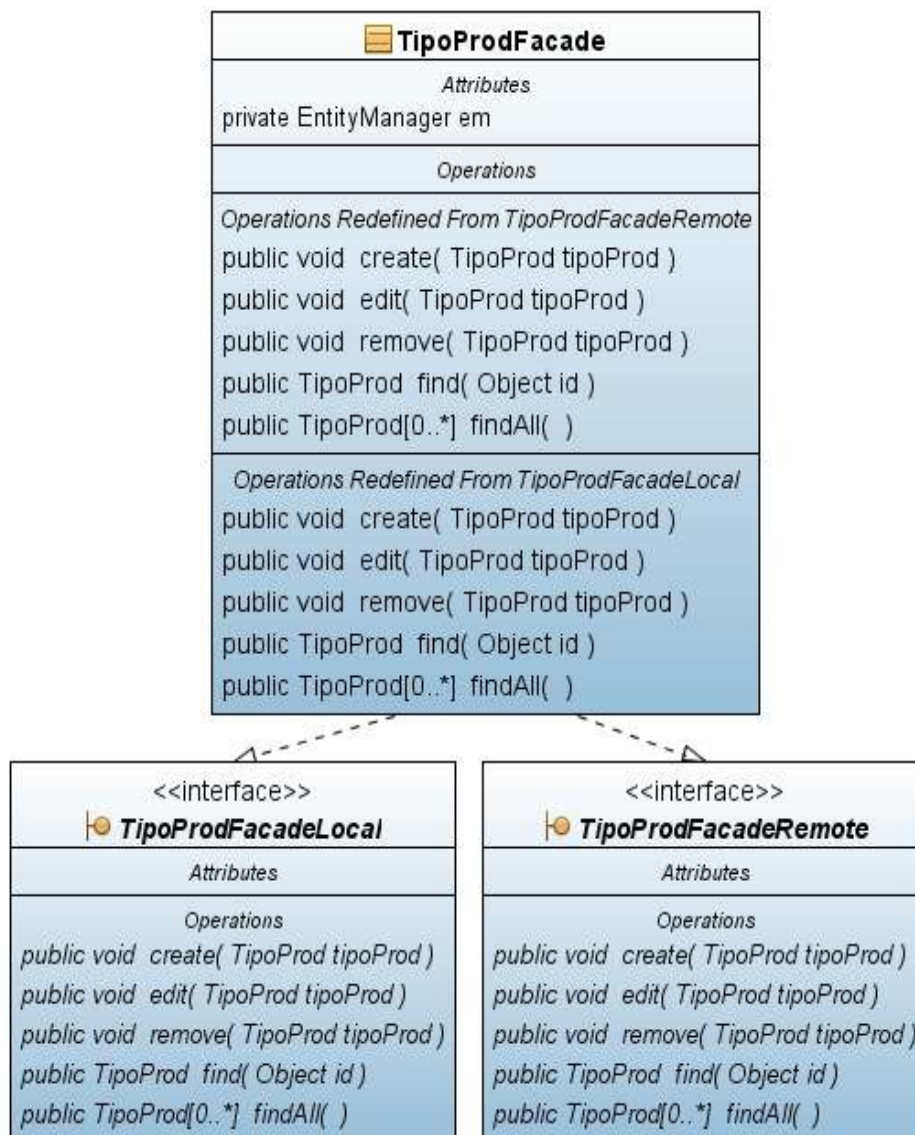 TipoProdFacade
Attributes
private EntityManager em
Operations
Operations Redefined From TipoProdFacadeRemote
public void create( TipoProd tipoProd )
public void edit( TipoProd tipoProd )
public void remove( TipoProd tipoProd )
public TipoProd find( Object id )
public TipoProd[0..*] findAll( )
Operations Redefined From TipoProdFacadeLocal
public void create( TipoProd tipoProd )
public void edit( TipoProd tipoProd )
public void remove( TipoProd tipoProd )
public TipoProd find( Object id )
public TipoProd[0..*] findAll( )
<<interface>>
TipoProdFacadeLocal
Attributes
Operations
public void create( TipoProd tipoProd )
public void edit( TipoProd tipoProd )
public void remove( TipoProd tipoProd )
public TipoProd find( Object id )
public TipoProd[0..*] findAll( )
<<interface>>
TipoProdFacadeRemote
Attributes
Operations
public void create( TipoProd tipoProd )
public void edit( TipoProd tipoProd )
public void remove( TipoProd tipoProd )
public TipoProd find( Object id )
public TipoProd[0..*] findAll( )